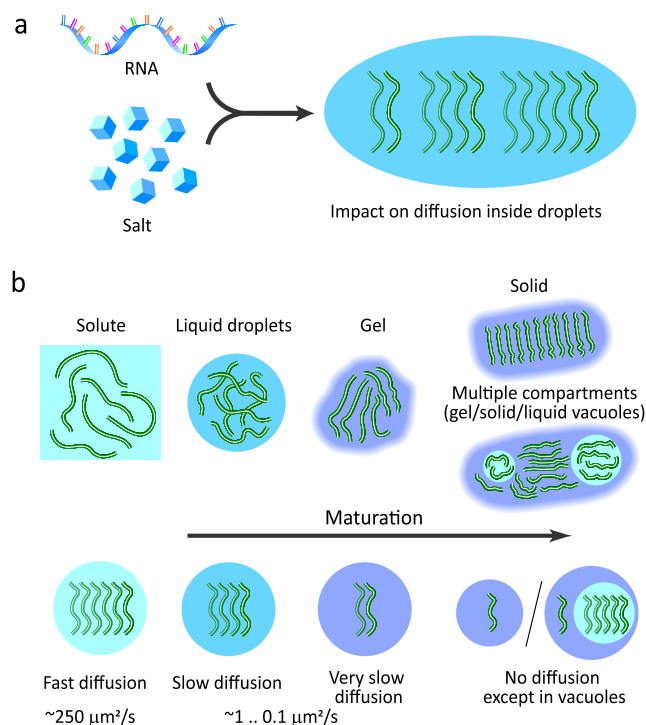 a
RNA
Salt
Impact on diffusion inside droplets
b
Solute
Liquid droplets
Gel
Solid
Multiple compartments
(gel/solid/liquid vacuoles)
Maturation
Fast diffusion
Slow diffusion
Very slow
diffusion
No diffusion
except in vacuoles
~250 μm²/s
~1 .. 0.1 μm²/s